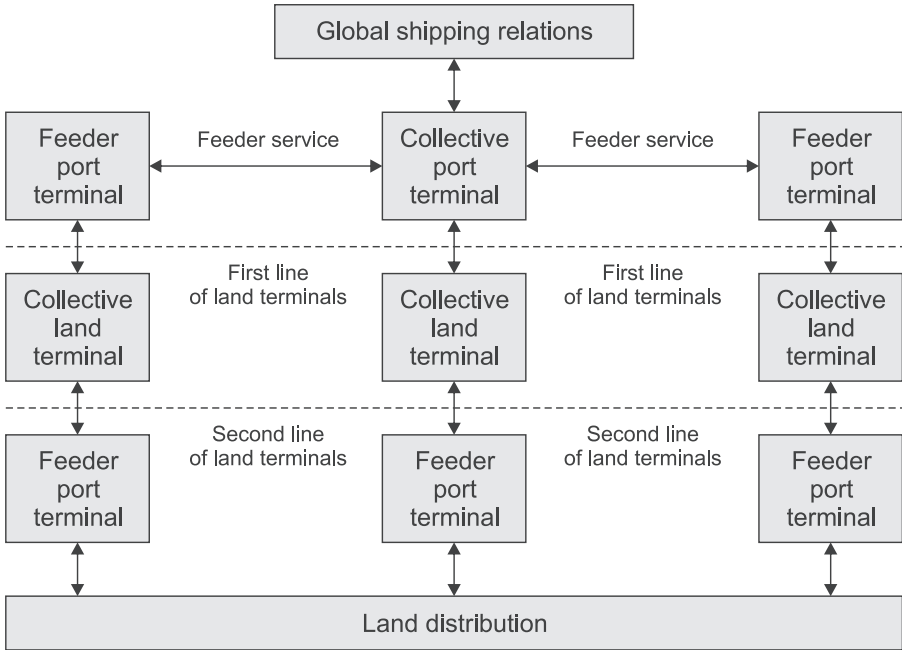 Global shipping relations
Feeder
port
terminal
Feeder service
Collective
port
terminal
Feeder service
Feeder
port
terminal
First line
of land terminals
First line
of land terminals
Collective
land
terminal
Collective
land
terminal
Collective
land
terminal
Second line
of land terminals
Second line
of land terminals
Feeder
port
terminal
Feeder
port
terminal
Feeder
port
terminal
Land distribution